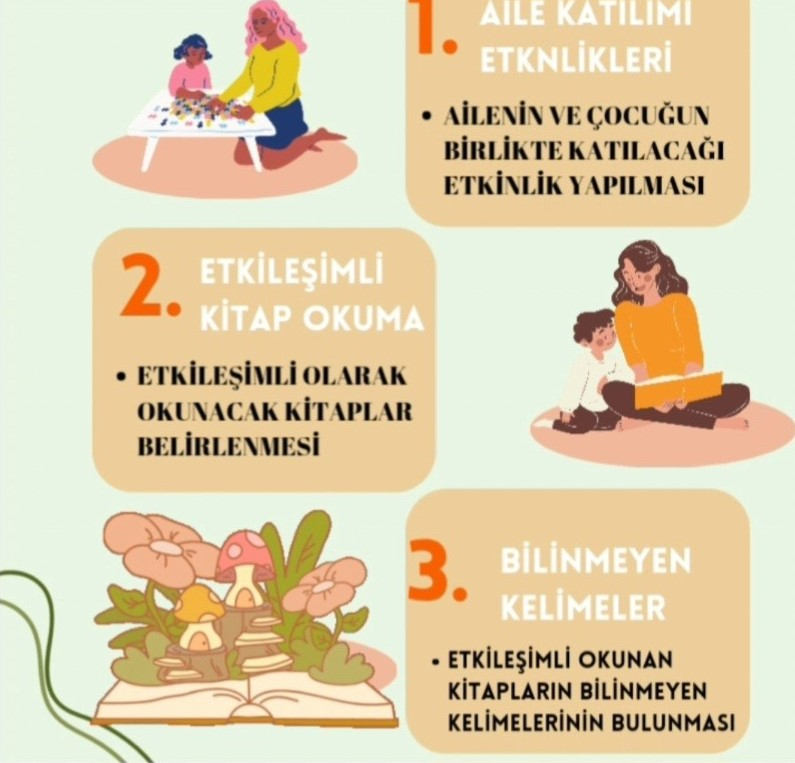 1. AİLE KATILIMI
ETKNLİKLERİ
• AİLENİN VE ÇOCUĞUN
BİRLİKTE KATILACAĞI
ETKİNLİK YAPILMASI
2. ETKİLEŞİMLİ
KİTAP OKUMA
• ETKİLEŞİMLİ OLARAK
OKUNACAK KİTAPLAR
BELİRLENMESİ
3. BİLİNMEYEN
KELİMELER
• ETKİLEŞİMLİ OKUNAN
KİTAPLARIN BİLİNMEYEN
KELİMELERİNİN BULUNMASI